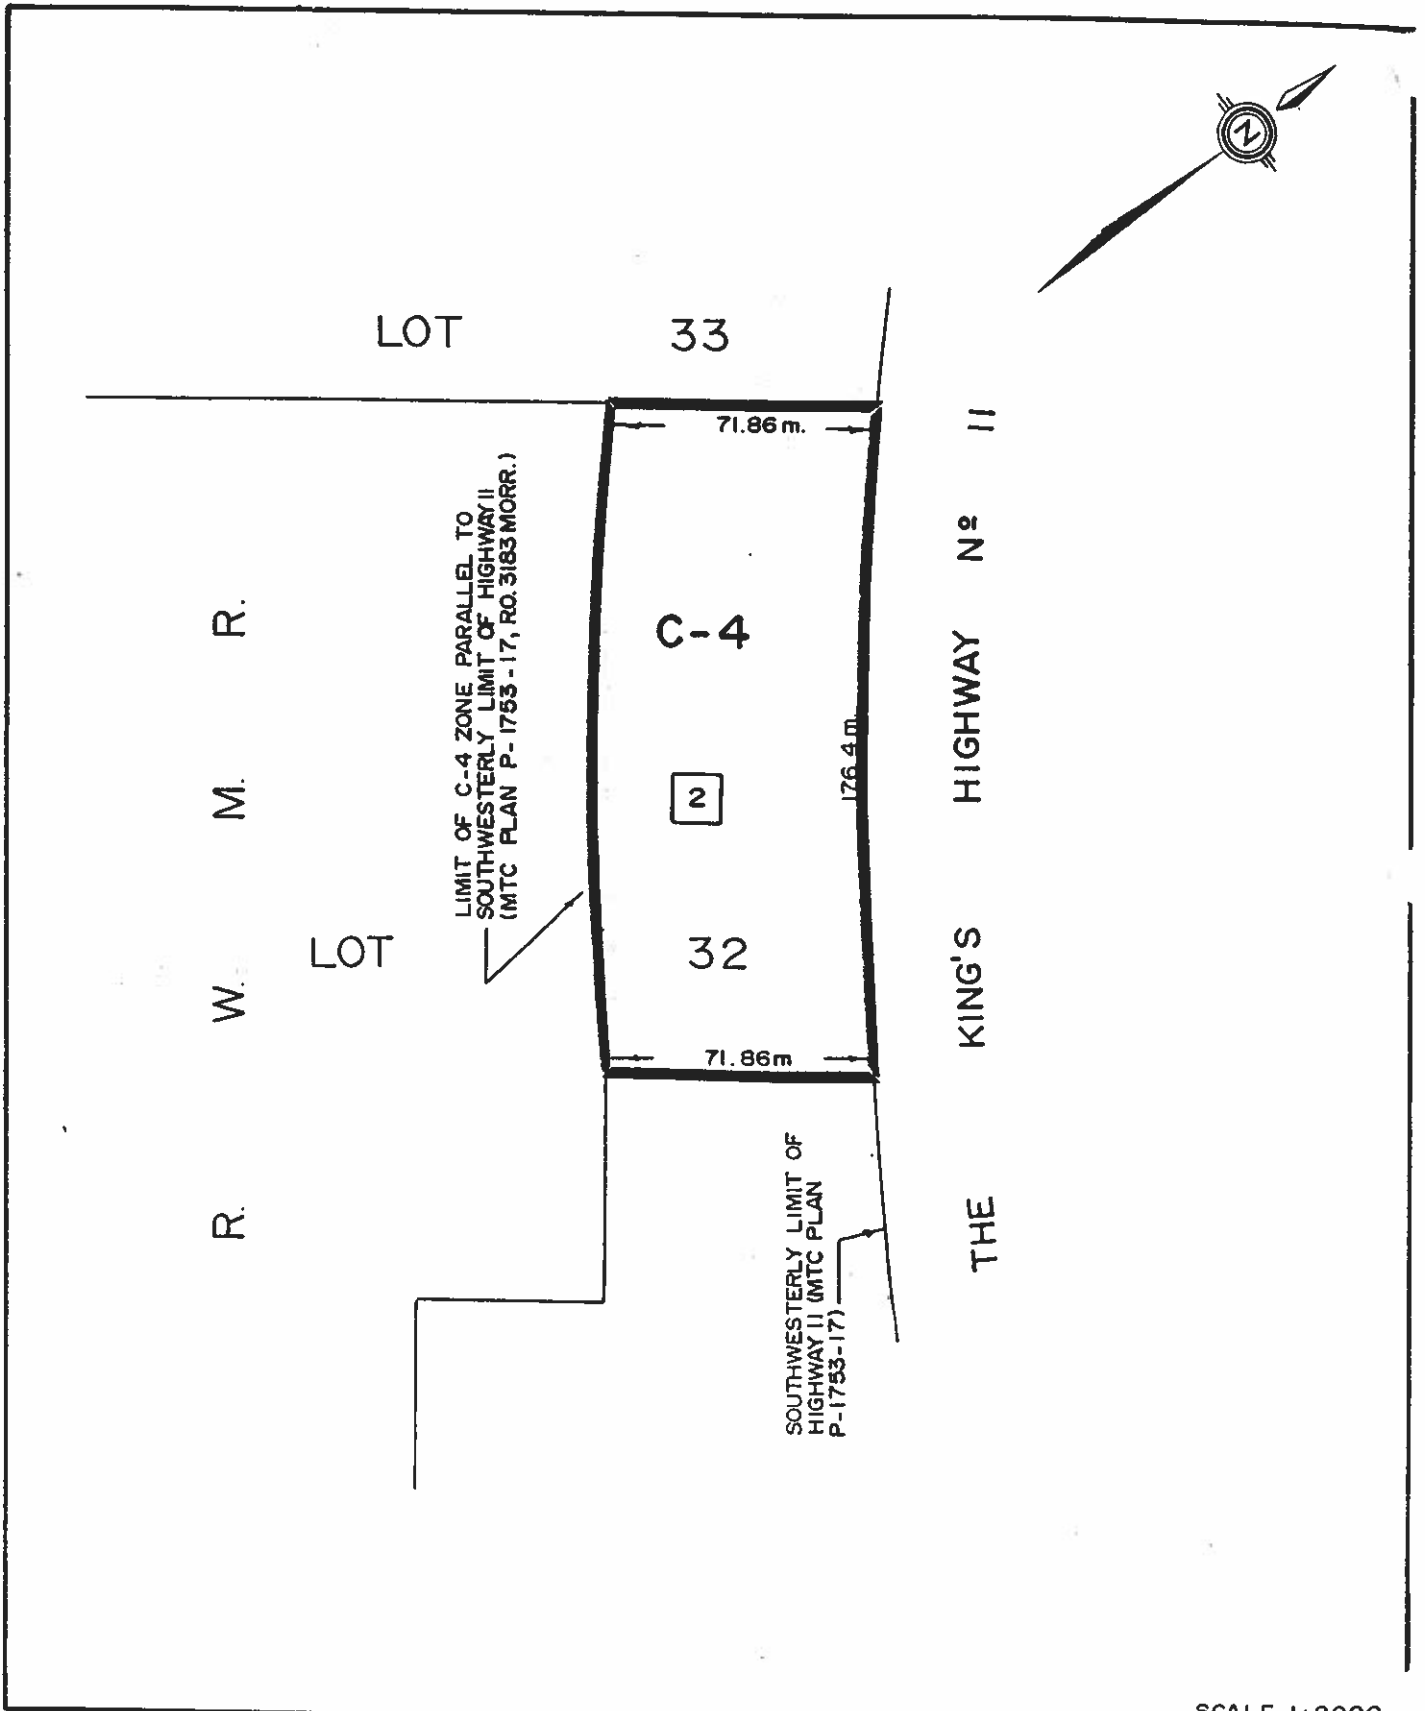 N
LOT 33
71.86 m.
LIMIT OF C-4 ZONE PARALLEL TO
SOUTHWESTERLY LIMIT OF HIGHWAY 11
(MTC PLAN P-1753-17, RO. 3183 MORR.)
C-4
176.4 m
2
LOT 32
71.86 m
R. W. M. R.
THE KING'S HIGHWAY Nº 11
SOUTHWESTERLY LIMIT OF
HIGHWAY 11 (MTC PLAN
P-1753-17)